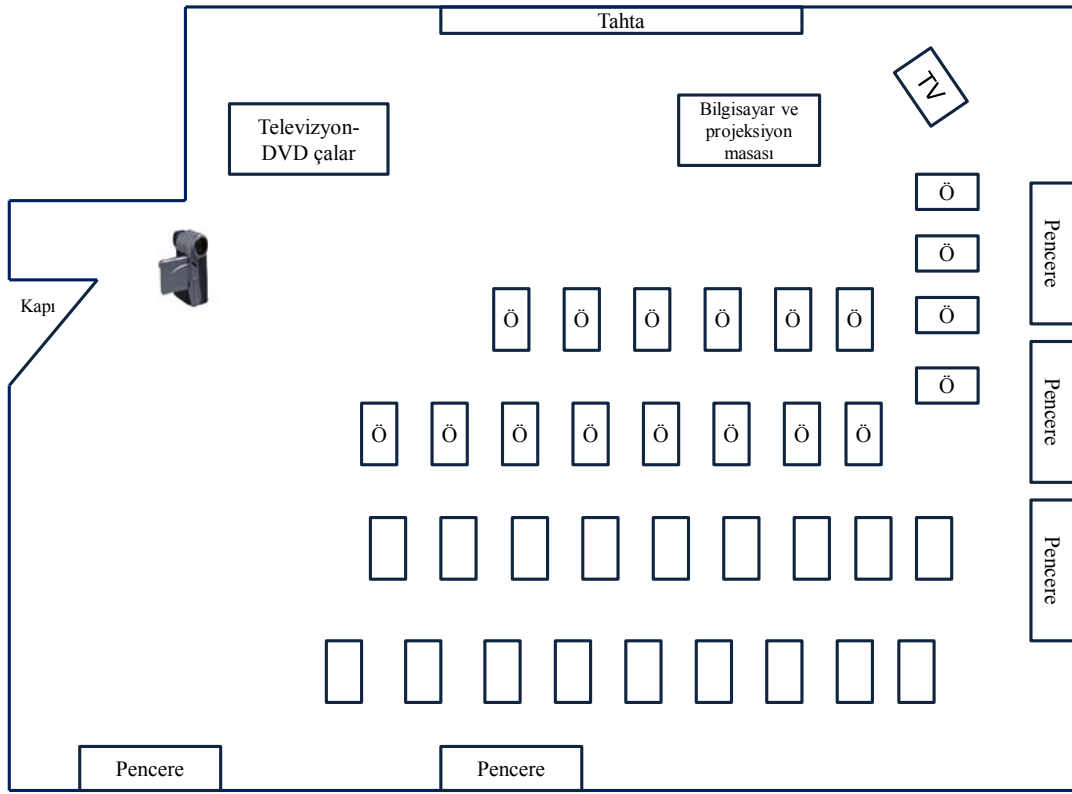 Tahta
TV
Televizyon-
DVD çalar
Bilgisayar ve
projeksiyon
masası
Ö
Pencere
Ö
Kapı
Ö Ö Ö Ö Ö Ö
Ö
Ö
Pencere
Ö Ö Ö Ö Ö Ö Ö Ö
Pencere
Pencere
Pencere